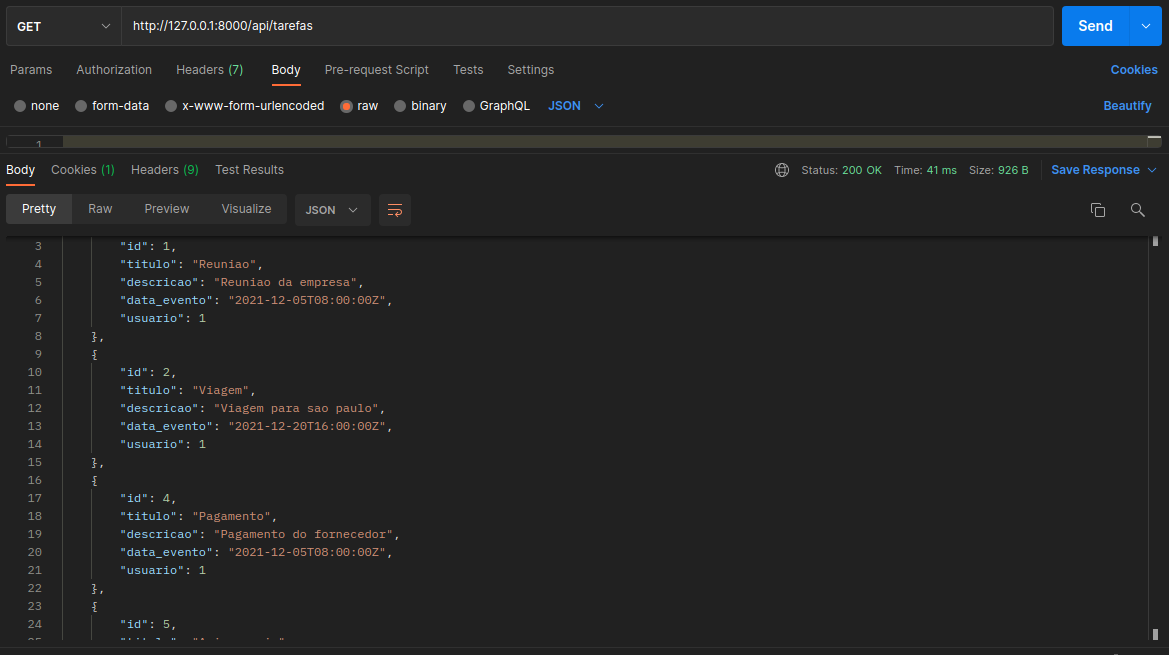 GET http://127.0.0.1:8000/api/tarefas Send
Params Authorization Headers (7) Body Pre-request Script Tests Settings Cookies
none form-data x-www-form-urlencoded raw binary GraphQL JSON Beautify
1
Body Cookies (1) Headers (9) Test Results Status: 200 OK Time: 41 ms Size: 926 B Save Response
Pretty Raw Preview Visualize JSON
3 "id": 1,
4 "titulo": "Reuniao",
5 "descricao": "Reuniao da empresa",
6 "data_evento": "2021-12-05T08:00:00Z",
7 "usuario": 1
8 },
9 {
10 "id": 2,
11 "titulo": "Viagem",
12 "descricao": "Viagem para sao paulo",
13 "data_evento": "2021-12-20T16:00:00Z",
14 "usuario": 1
15 },
16 {
17 "id": 4,
18 "titulo": "Pagamento",
19 "descricao": "Pagamento do fornecedor",
20 "data_evento": "2021-12-05T08:00:00Z",
21 "usuario": 1
22 },
23 {
24 "id": 5,
25 "titulo":